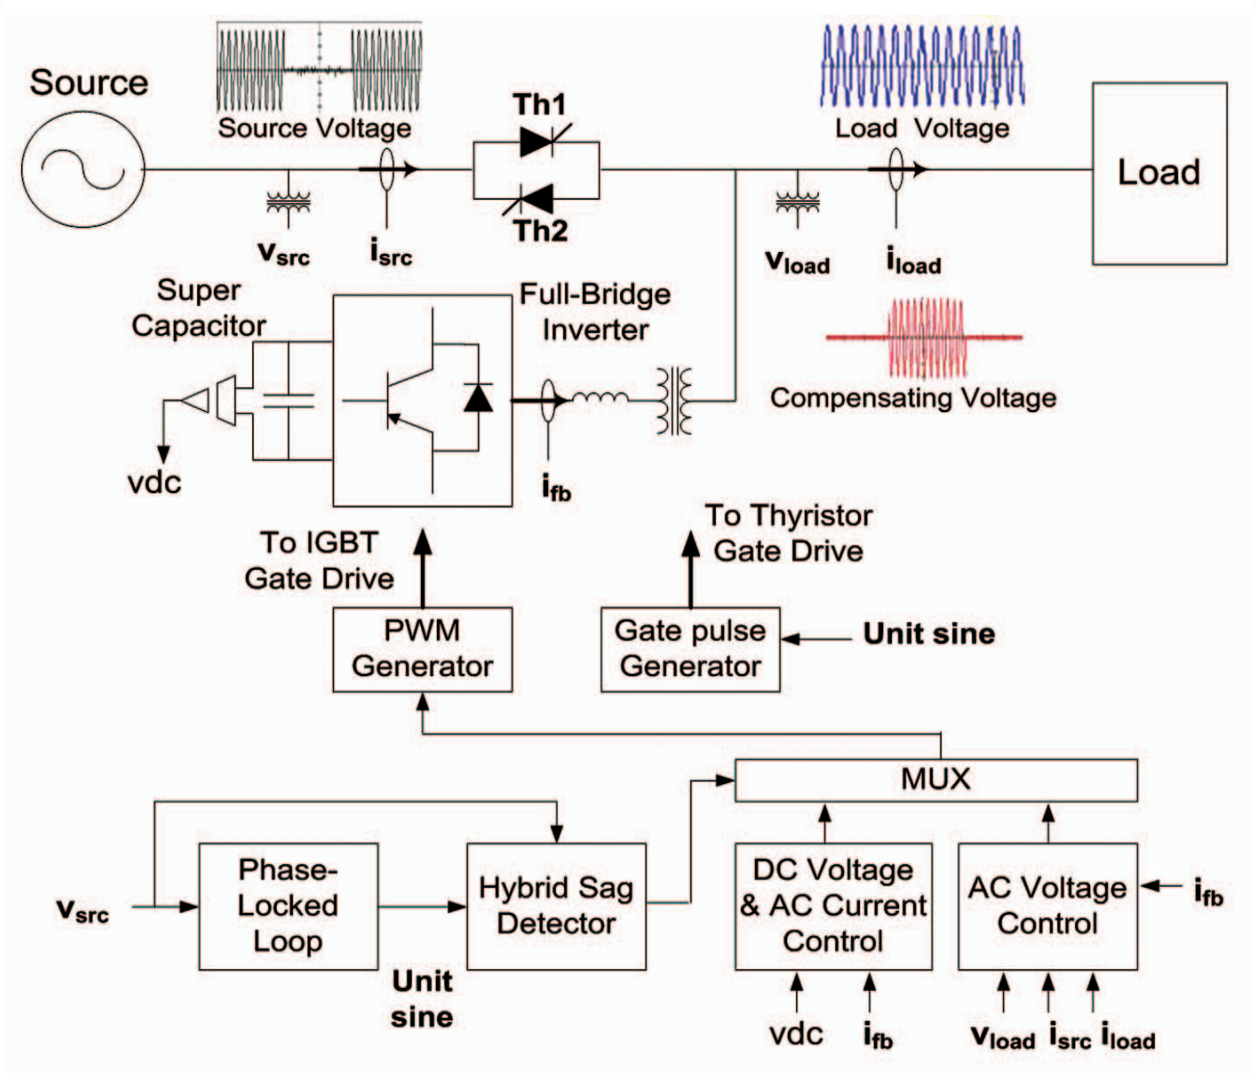 Source
Source Voltage
Th1
Th2
Load Voltage
Load
vsrc
isrc
vload
iload
Super
Capacitor
Full-Bridge
Inverter
Compensating Voltage
vdc
ifb
To IGBT
Gate Drive
To Thyristor
Gate Drive
PWM
Generator
Gate pulse
Generator
Unit sine
MUX
vsrc
Phase-
Locked
Loop
Unit
sine
Hybrid Sag
Detector
DC Voltage
& AC Current
Control
AC Voltage
Control
ifb
vdc
ifb
vload
isrc
iload